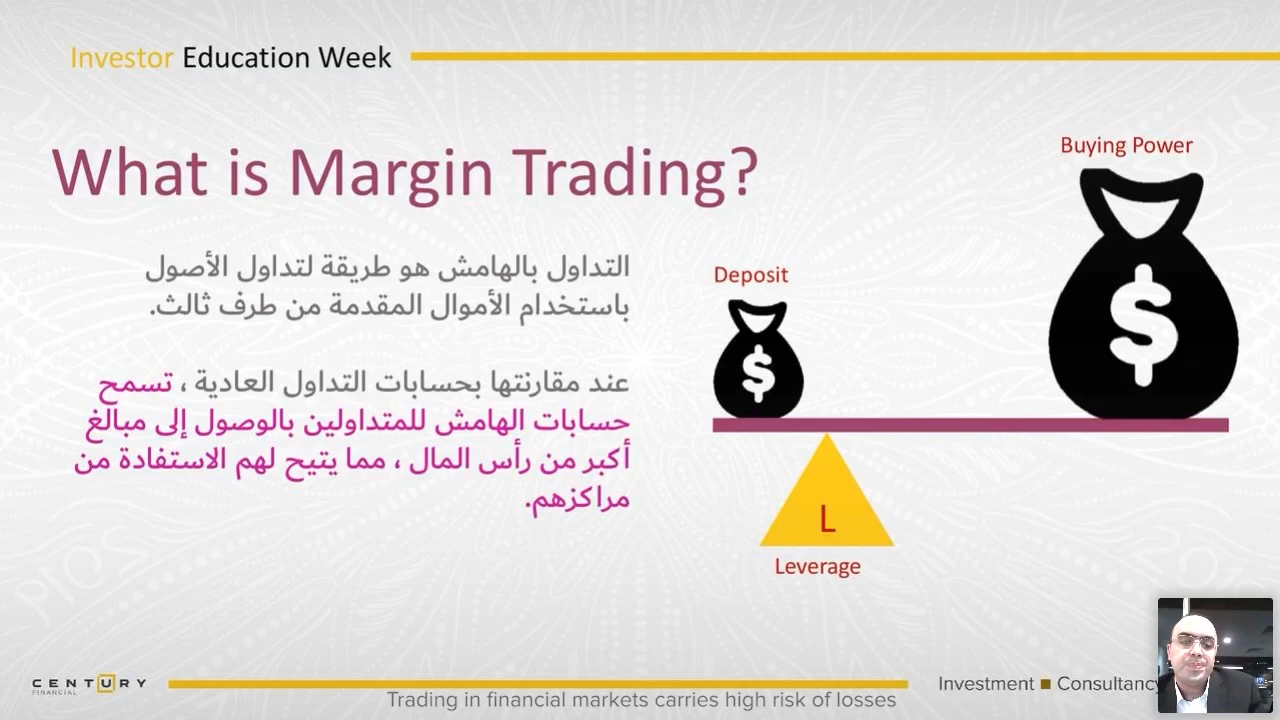 Investor Education Week
What is Margin Trading?
التداول بالهامش هو طريقة لتداول الأصول
باستخدام الأموال المقدمة من طرف ثالث.
عند مقارنتها بحسابات التداول العادية ، تسمح
حسابات الهامش للمتداولين بالوصول إلى مبالغ
أكبر من رأس المال ، مما يتيح لهم الاستفادة من
مراكزهم.
Buying Power
Deposit
$
$
L
Leverage
CENTURY
FINANCIAL
Trading in financial markets carries high risk of losses
Investment ■ Consultancy